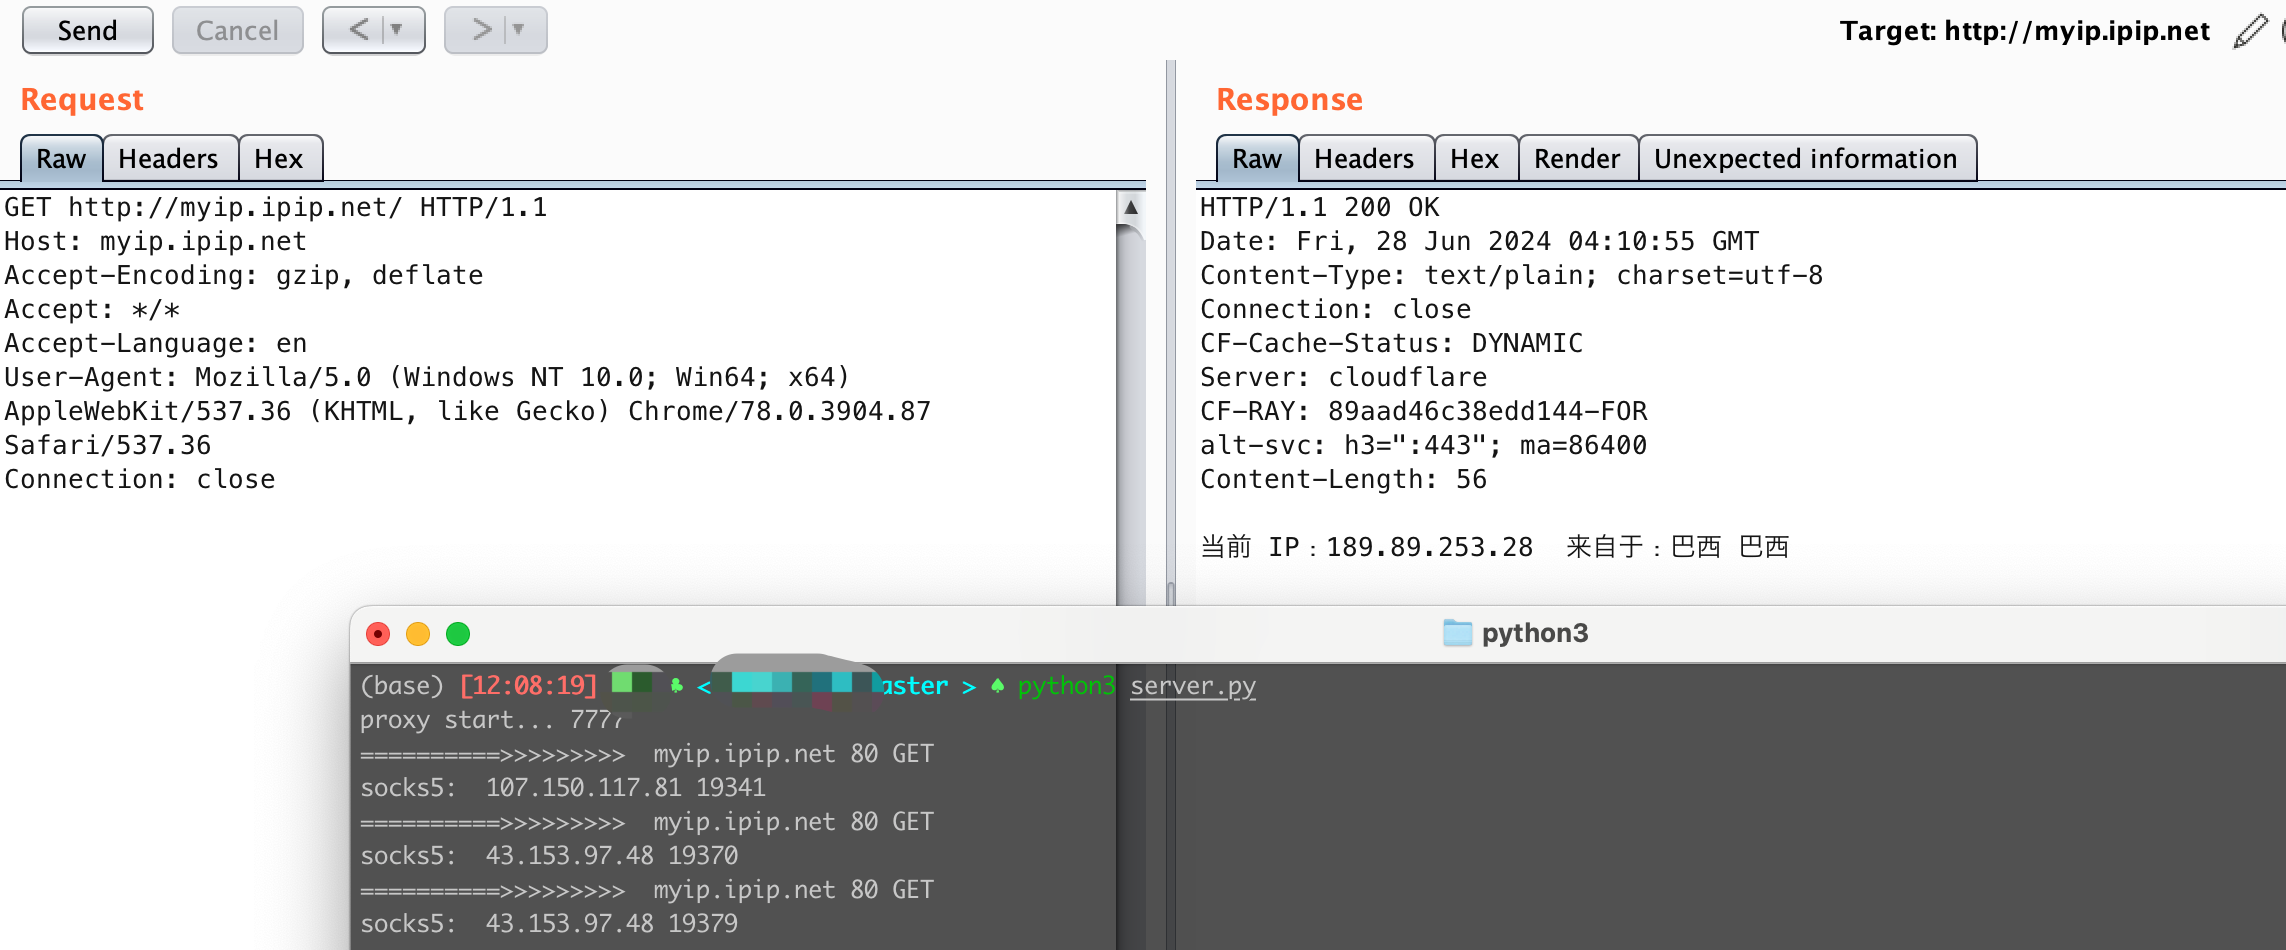 Send Cancel < ▼ > ▼ Target: http://myip.ipip.net
Request
Raw Headers Hex
GET http://myip.ipip.net/ HTTP/1.1
Host: myip.ipip.net
Accept-Encoding: gzip, deflate
Accept: */*
Accept-Language: en
User-Agent: Mozilla/5.0 (Windows NT 10.0; Win64; x64)
AppleWebKit/537.36 (KHTML, like Gecko) Chrome/78.0.3904.87
Safari/537.36
Connection: close
Response
Raw Headers Hex Render Unexpected information
HTTP/1.1 200 OK
Date: Fri, 28 Jun 2024 04:10:55 GMT
Content-Type: text/plain; charset=utf-8
Connection: close
CF-Cache-Status: DYNAMIC
Server: cloudflare
CF-RAY: 89aad46c38edd144-FOR
alt-svc: h3=":443"; ma=86400
Content-Length: 56
当前 IP：189.89.253.28  来自于：巴西 巴西
python3
(base) [12:08:19] ♣ < aster > ♠ python3 server.py
proxy start... 7777
==========>>>>>>>>>  myip.ipip.net 80 GET
socks5:  107.150.117.81 19341
==========>>>>>>>>>  myip.ipip.net 80 GET
socks5:  43.153.97.48 19370
==========>>>>>>>>>  myip.ipip.net 80 GET
socks5:  43.153.97.48 19379